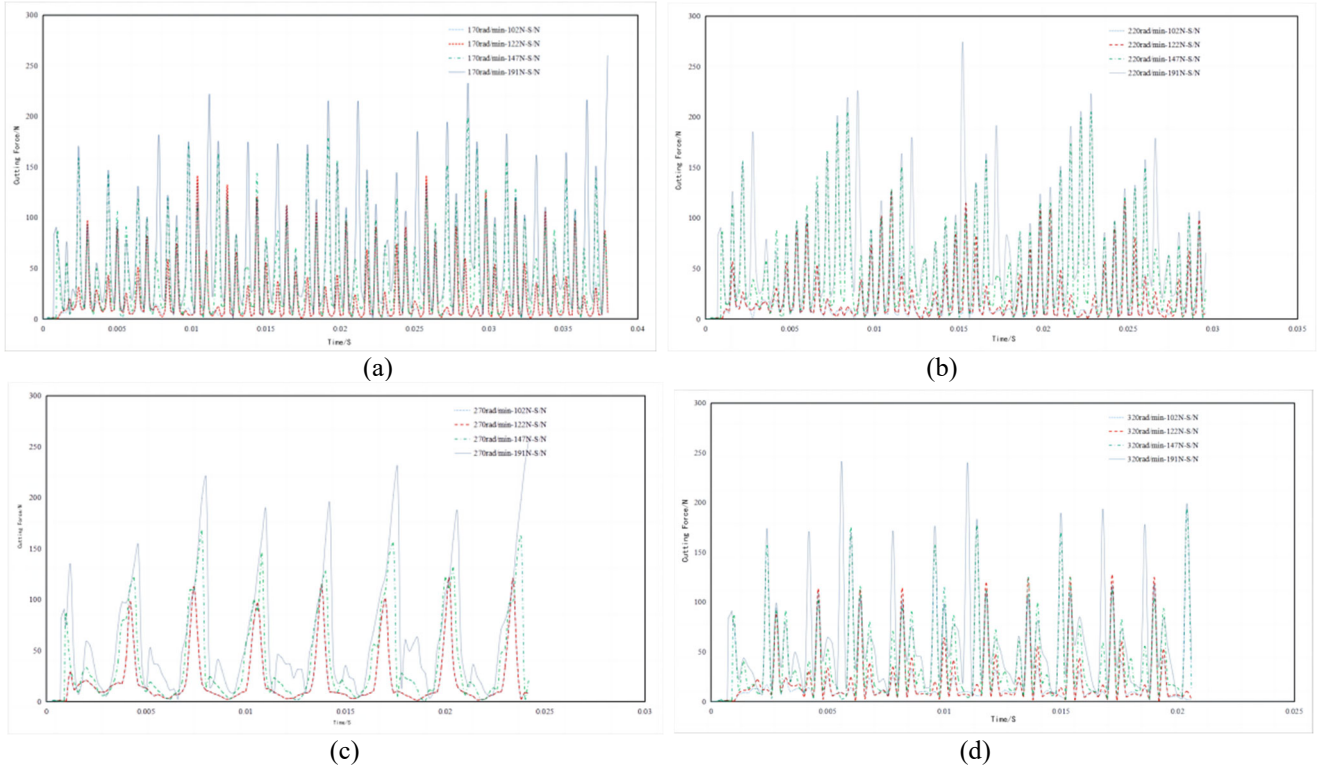 300
250
200
150
100
50
0
Cutting Force/N
170rad/min-102N-S/N
170rad/min-122N-S/N
170rad/min-147N-S/N
170rad/min-191N-S/N
0 0.005 0.01 0.015 0.02 0.025 0.03 0.035 0.04
Time/S
(a)
300
250
200
150
100
50
0
Cutting Force/N
220rad/min-102N-S/N
220rad/min-122N-S/N
220rad/min-147N-S/N
220rad/min-191N-S/N
0 0.005 0.01 0.015 0.02 0.025 0.03 0.035
Time/S
(b)
300
250
200
150
100
50
0
Cutting Force/N
270rad/min-102N-S/N
270rad/min-122N-S/N
270rad/min-147N-S/N
270rad/min-191N-S/N
0 0.005 0.01 0.015 0.02 0.025 0.03
Time/S
(c)
300
250
200
150
100
50
0
Cutting Force/N
320rad/min-102N-S/N
320rad/min-122N-S/N
320rad/min-147N-S/N
320rad/min-191N-S/N
0 0.005 0.01 0.015 0.02 0.025
Time/S
(d)